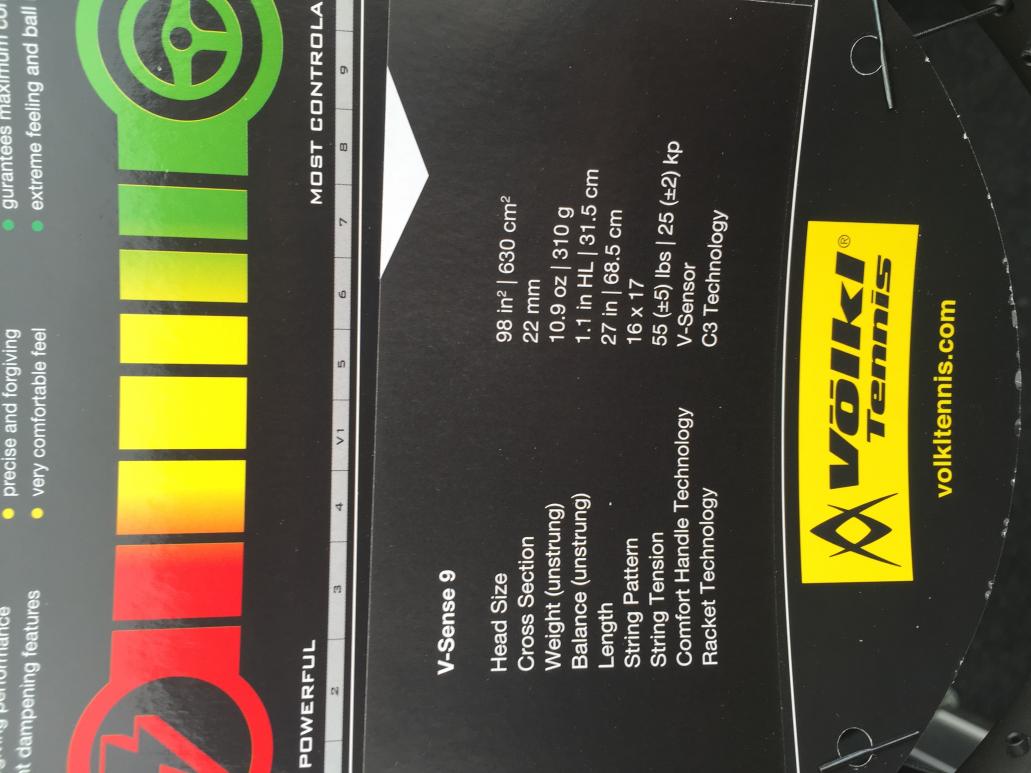 performance
dampening features
precise and forgiving
very comfortable feel
gurantees maximum
extreme feeling and ball
POWERFUL
MOST
2 3 4 V1 5 6 7 8 9
V-Sense 9
Head Size 98 in² | 630 cm²
Cross Section 22 mm
Weight (unstrung) 10.9 oz | 310 g
Balance (unstrung) 1.1 in HL | 31.5 cm
Length 27 in | 68.5 cm
String Pattern 16 x 17
String Tension 55 (±5) lbs | 25 (±2) kp
Comfort Handle Technology V-Sensor
Racket Technology C3 Technology
Völkl®
Tennis
volkltennis.com